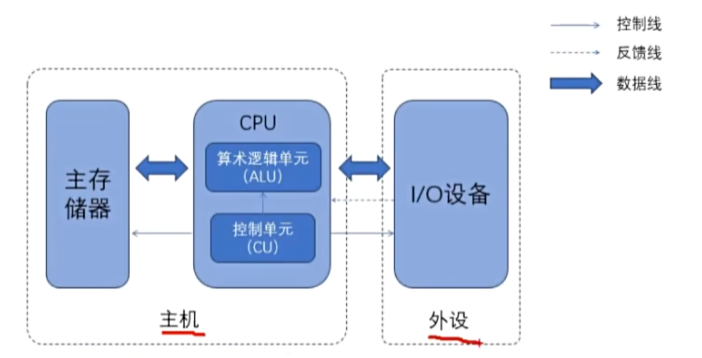 控制线
反馈线
数据线
CPU
算术逻辑单元
（ALU）
主存
储器
I/O设备
控制单元
（CU）
主机
外设